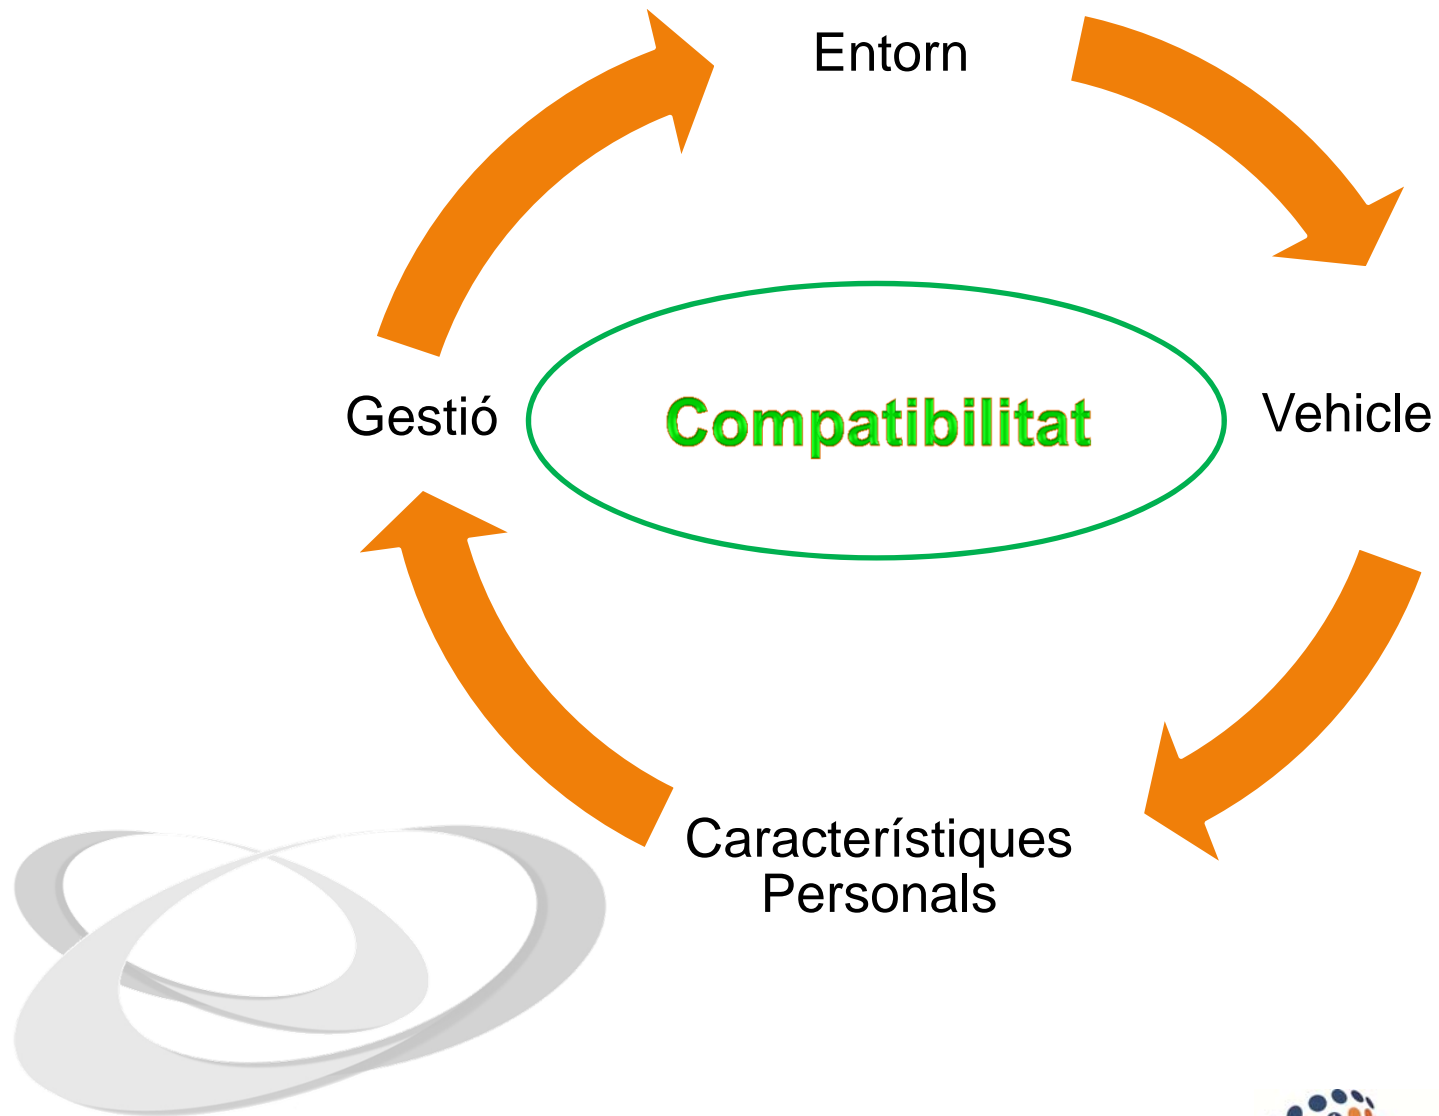 Entorn
Gestió
Compatibilitat
Vehicle
Característiques
Personals